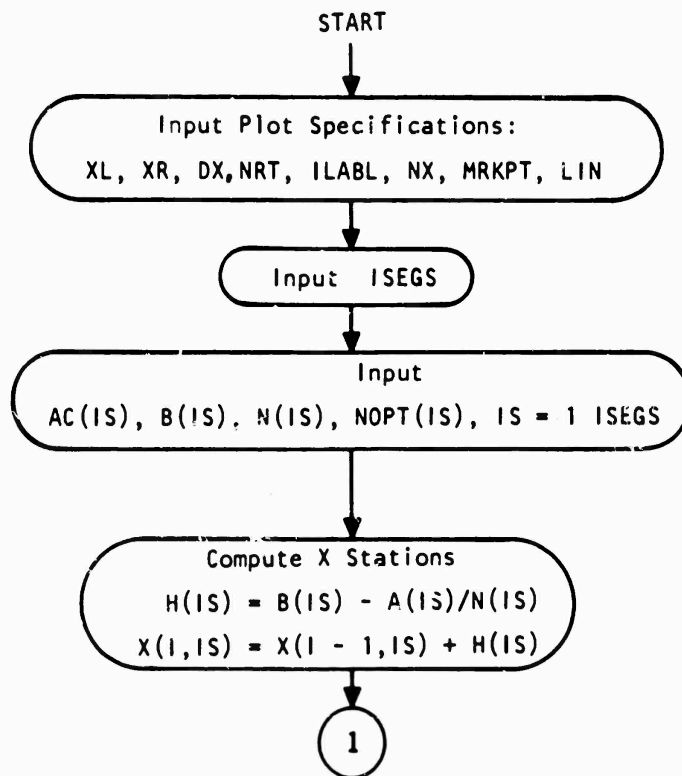 START
Input Plot Specifications:
XL, XR, DX,NRT, ILABL, NX, MRKPT, LIN
Input ISEGS
Input
AC(IS), B(IS). N(IS), NOPT(IS), IS = 1 ISEGS
Compute X Stations
H(IS) = B(IS) - A(IS)/N(IS)
X(I,IS) = X(I - 1,IS) + H(IS)
1